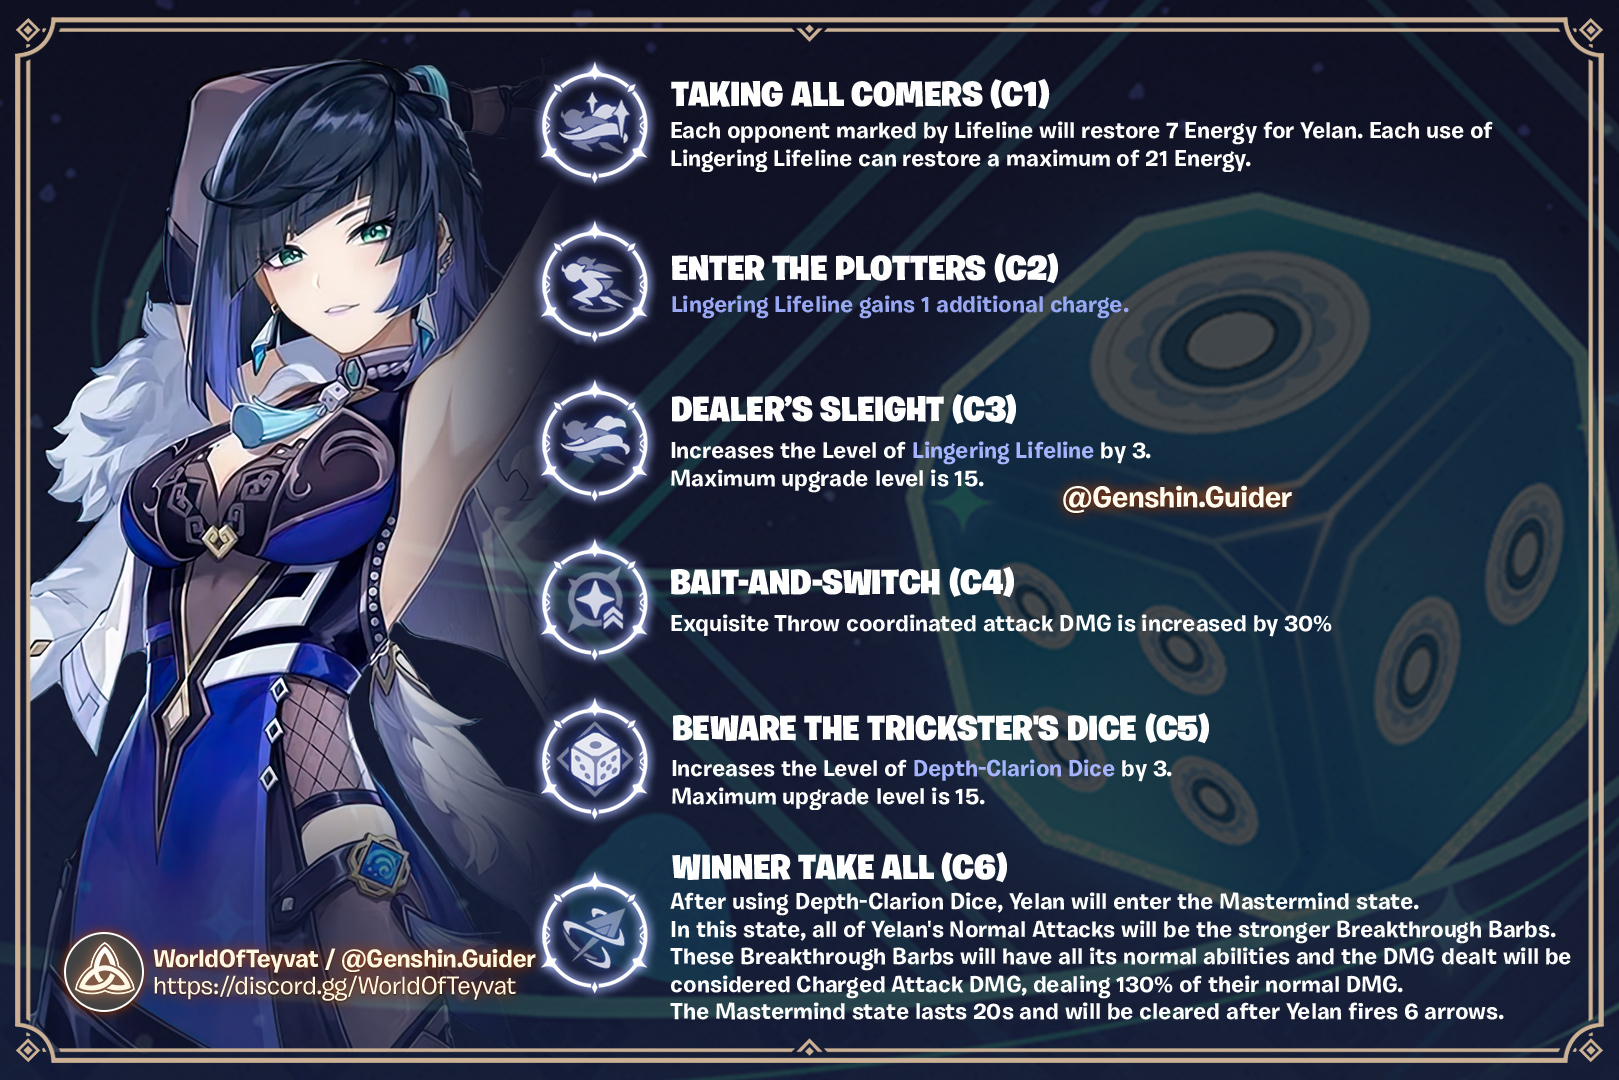 TAKING ALL COMERS (C1)
Each opponent marked by Lifeline will restore 7 Energy for Yelan. Each use of
Lingering Lifeline can restore a maximum of 21 Energy.
ENTER THE PLOTTERS (C2)
Lingering Lifeline gains 1 additional charge.
DEALER'S SLEIGHT (C3)
Increases the Level of Lingering Lifeline by 3.
Maximum upgrade level is 15.
@Genshin.Guider
BAIT-AND-SWITCH (C4)
Exquisite Throw coordinated attack DMG is increased by 30%
BEWARE THE TRICKSTER'S DICE (C5)
Increases the Level of Depth-Clarion Dice by 3.
Maximum upgrade level is 15.
WINNER TAKE ALL (C6)
After using Depth-Clarion Dice, Yelan will enter the Mastermind state.
In this state, all of Yelan's Normal Attacks will be the stronger Breakthrough Barbs.
These Breakthrough Barbs will have all its normal abilities and the DMG dealt will be
considered Charged Attack DMG, dealing 130% of their normal DMG.
The Mastermind state lasts 20s and will be cleared after Yelan fires 6 arrows.
WorldOfTeyvat / @Genshin.Guider
https://discord.gg/WorldOfTeyvat